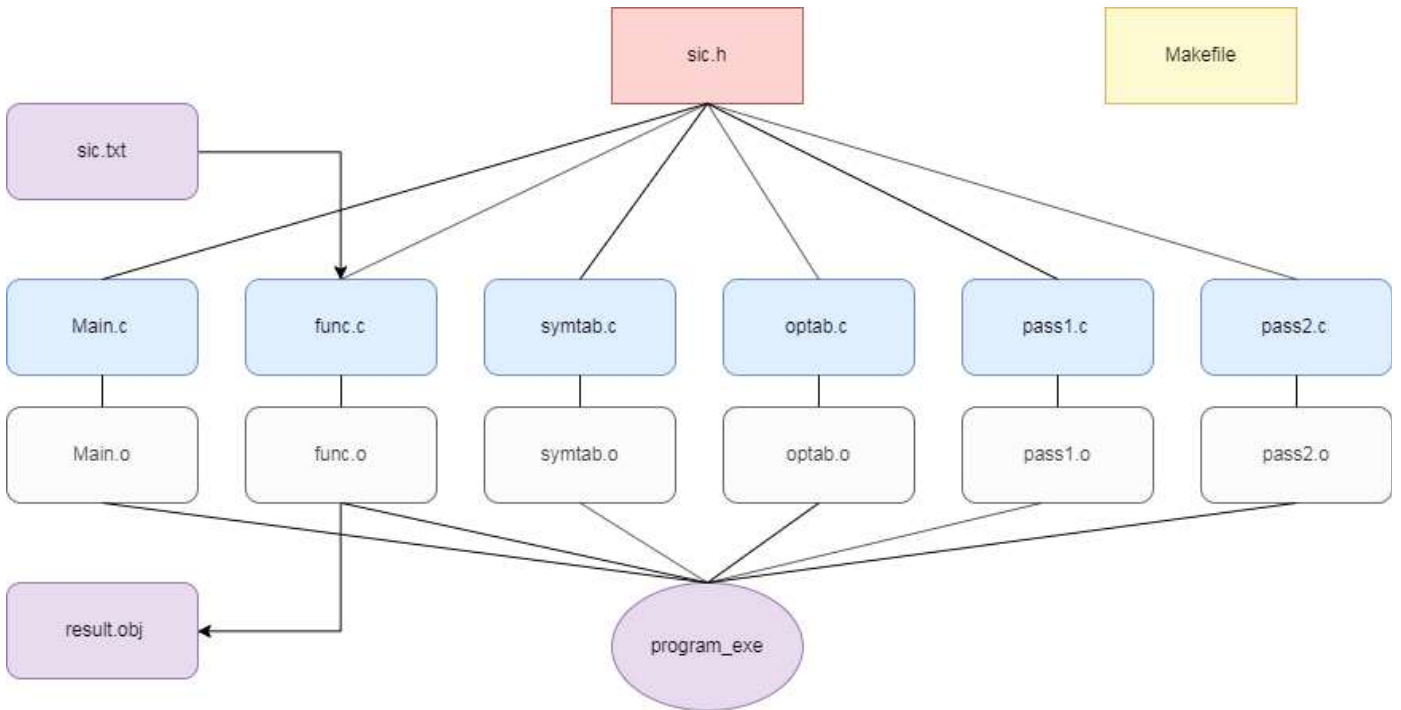 sic.h
Makefile
sic.txt
Main.c
func.c
symtab.c
optab.c
pass1.c
pass2.c
Main.o
func.o
symtab.o
optab.o
pass1.o
pass2.o
result.obj
program_exe